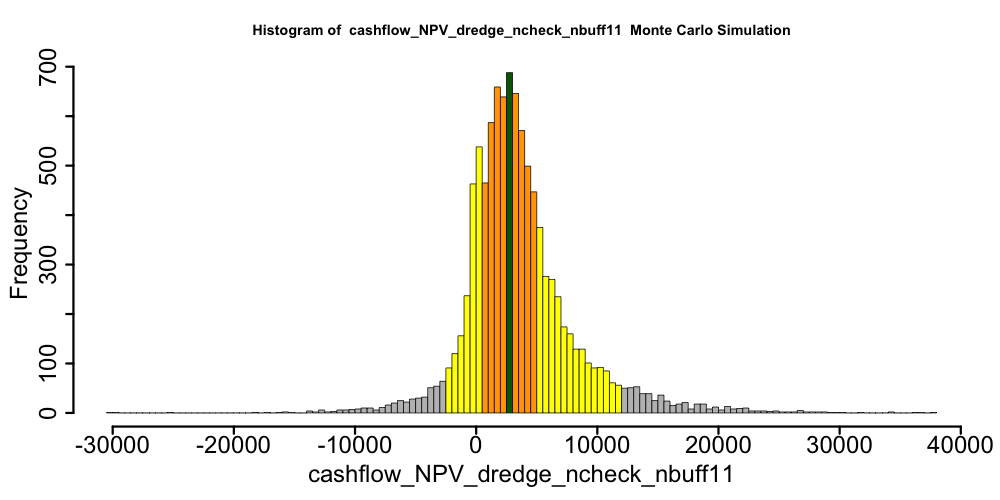 Histogram of cashflow_NPV_dredge_ncheck_nbuff11 Monte Carlo Simulation
Frequency
700
500
300
100
0
-30000 -20000 -10000 0 10000 20000 30000 40000
cashflow_NPV_dredge_ncheck_nbuff11